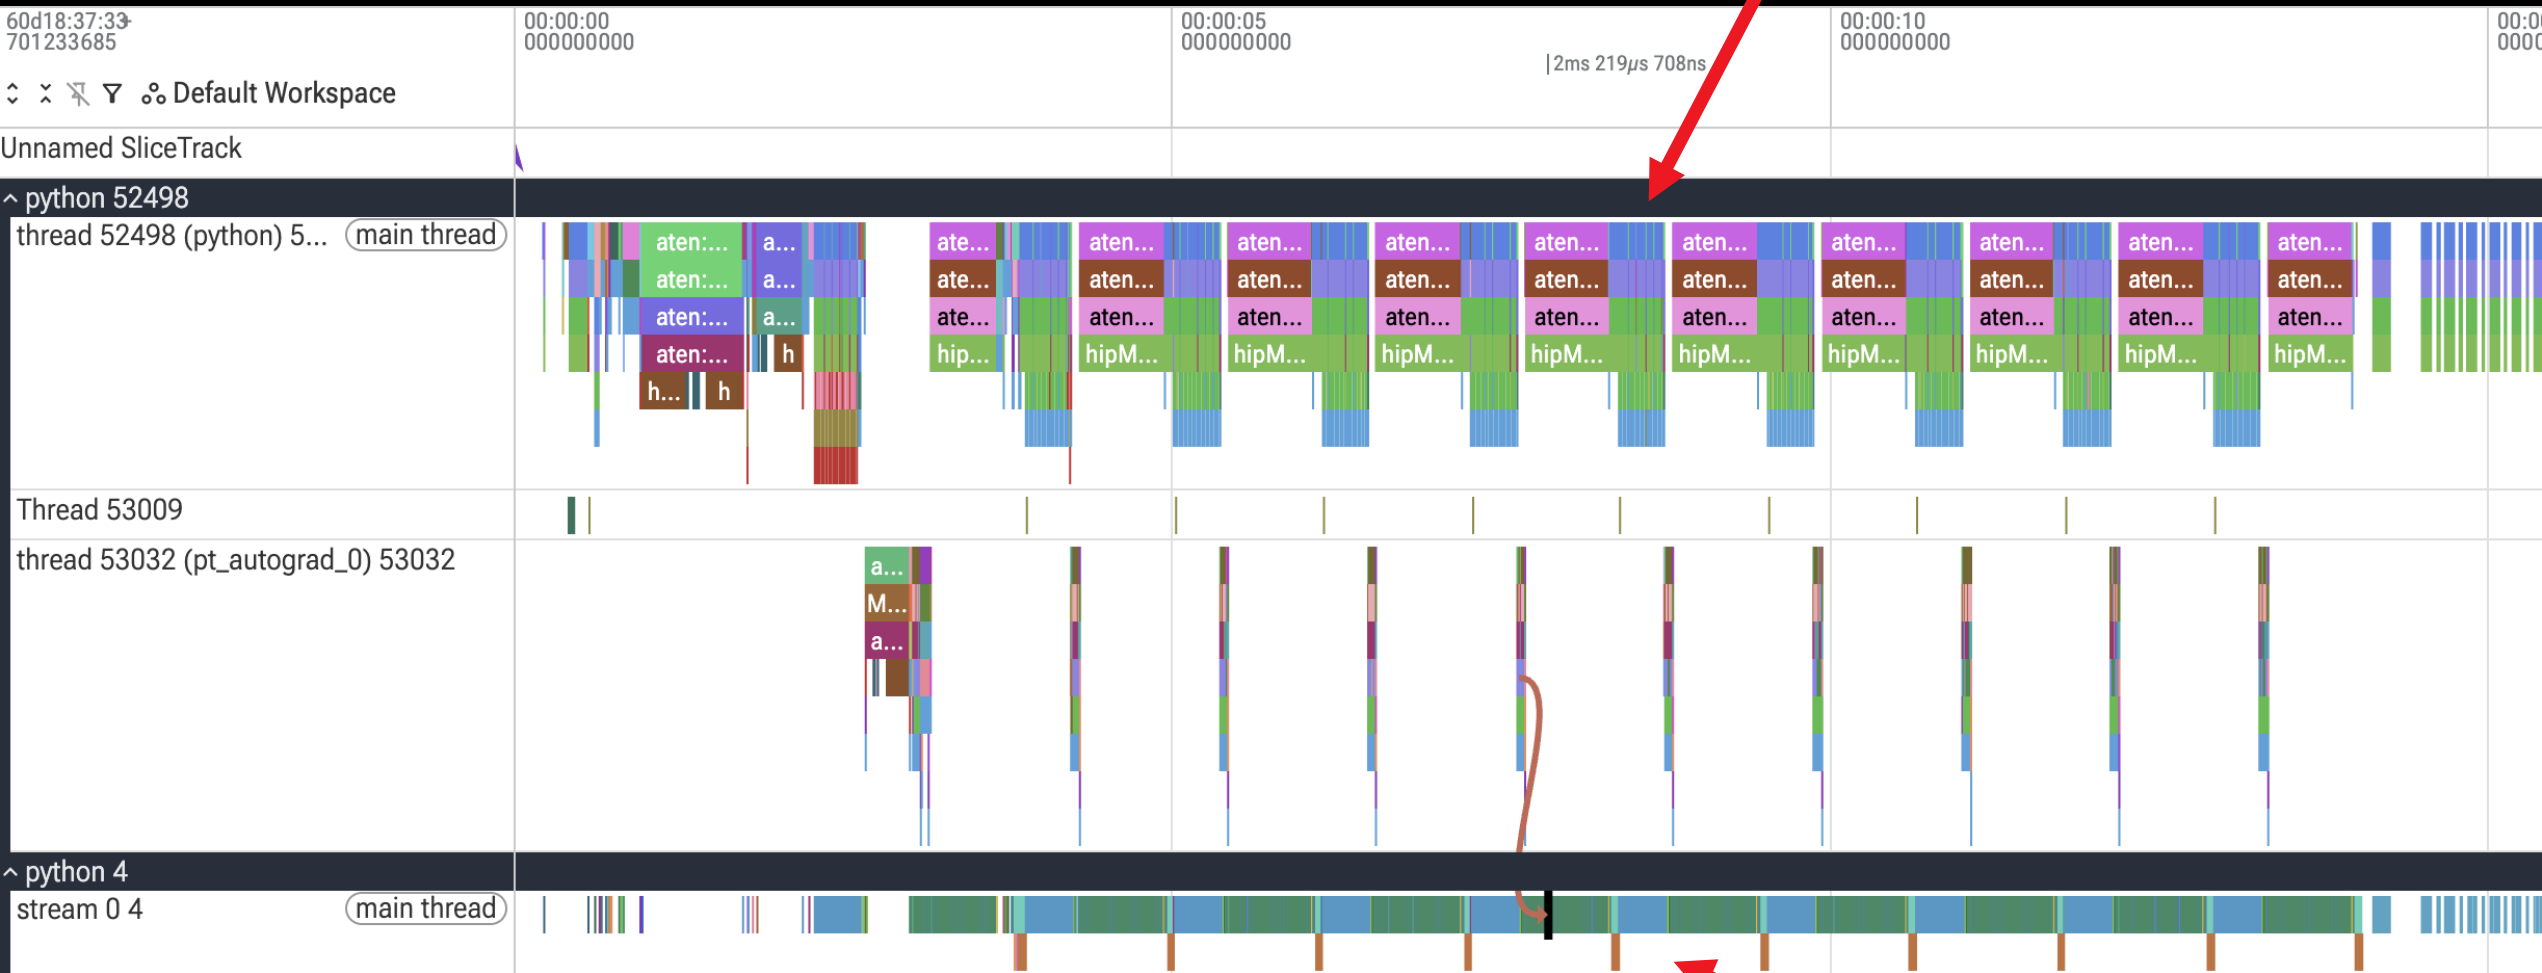 60d18:37:33+
701233685
00:00:00
000000000
00:00:05
000000000
00:00:10
000000000
00:0
000
2ms 219µs 708ns
Default Workspace
Unnamed SliceTrack
python 52498
thread 52498 (python) 5... main thread
aten:... a... ate... aten... aten... aten... aten... aten... aten... aten... aten... aten...
aten:... a... ate... aten... aten... aten... aten... aten... aten... aten... aten... aten...
aten:... a... ate... aten... aten... aten... aten... aten... aten... aten... aten... aten...
aten:... h hip... hipM... hipM... hipM... hipM... hipM... hipM... hipM... hipM... hipM...
h... h
Thread 53009
thread 53032 (pt_autograd_0) 53032
a...
M...
a...
python 4
stream 0 4 main thread